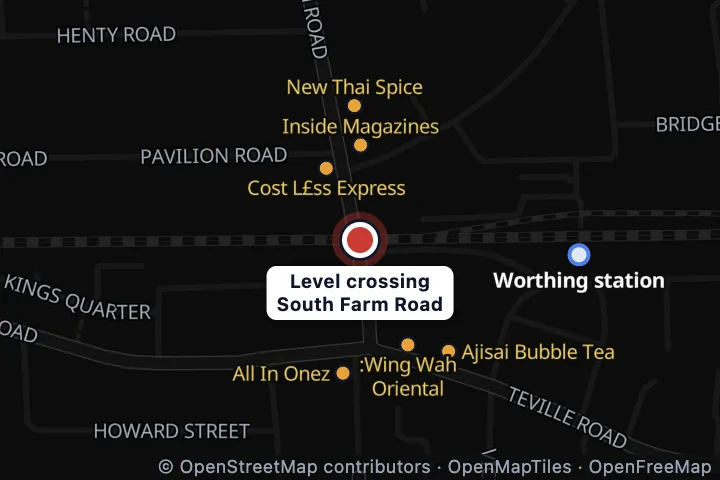 ROAD
HENTY ROAD
New Thai Spice
Inside Magazines
BRIDGE
ROAD
PAVILION ROAD
Cost L£ss Express
Level crossing
South Farm Road
Worthing station
KINGS QUARTER
OAD
:Wing Wah
Oriental
Ajisai Bubble Tea
All In Onez
TEVILLE ROAD
HOWARD STREET
© OpenStreetMap contributors · OpenMapTiles · OpenFreeMap